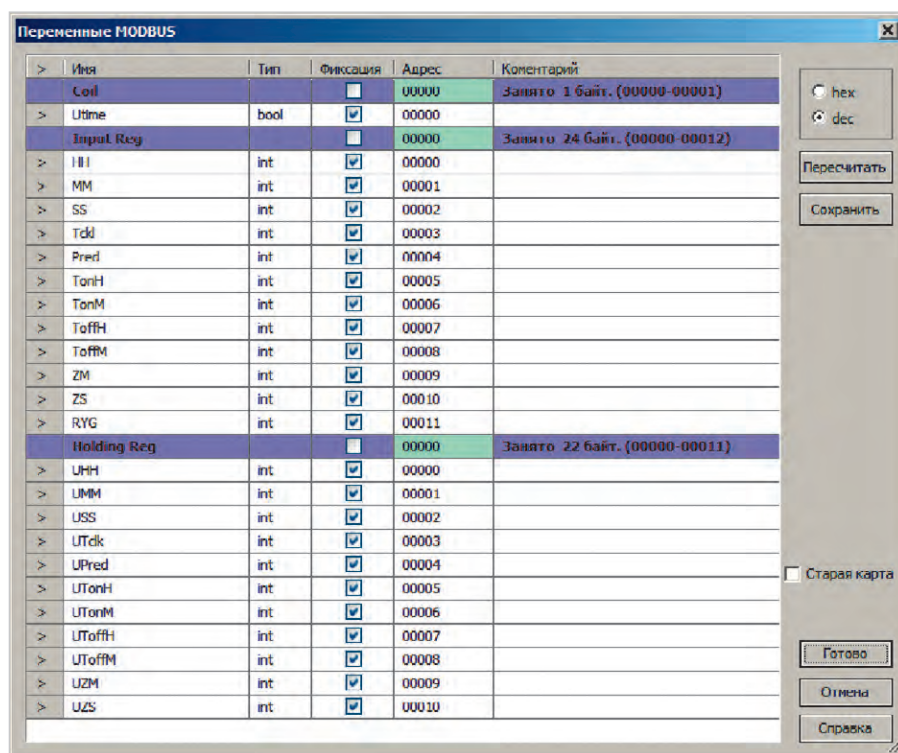 Переменные MODBUS
> Имя Тип Фиксация Адрес Коментарий
Coil 00000 Занято 1 байт. (00000-00001)
> Utime bool 00000
Input Reg 00000 Занято 24 байт. (00000-00012)
> HH int 00000
> MM int 00001
> SS int 00002
> Tckl int 00003
> Pred int 00004
> TonH int 00005
> TonM int 00006
> ToffH int 00007
> ToffM int 00008
> ZM int 00009
> ZS int 00010
> RYG int 00011
Holding Reg 00000 Занято 22 байт. (00000-00011)
> UHH int 00000
> UMM int 00001
> USS int 00002
> UTclk int 00003
> UPred int 00004
> UTonH int 00005
> UTonM int 00006
> UToffH int 00007
> UToffM int 00008
> UZM int 00009
> UZS int 00010
hex
dec
Пересчитать
Сохранить
Старая карта
Готово
Отмена
Справка